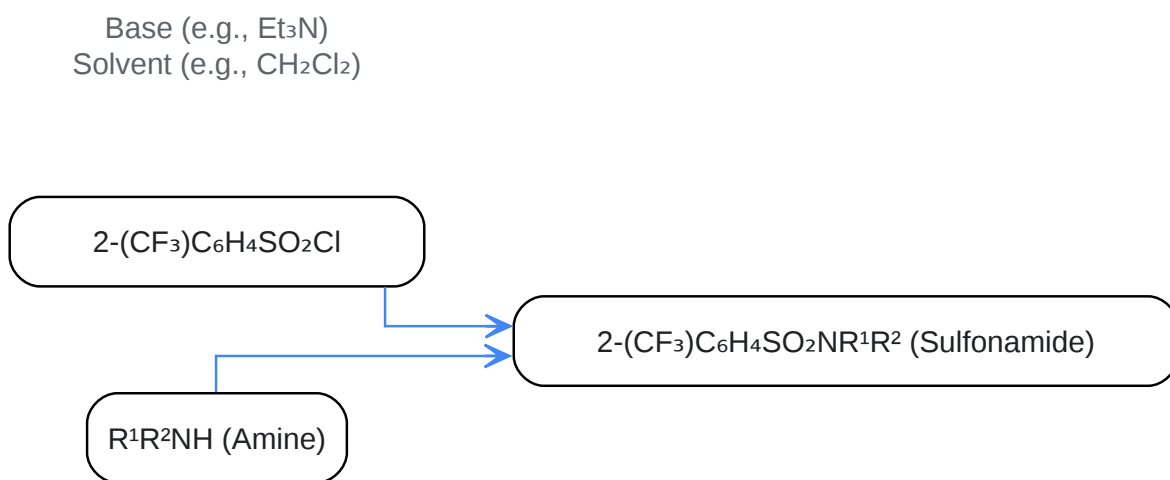 Base (e.g., Et₃N)
Solvent (e.g., CH₂Cl₂)
2-(CF₃)C₆H₄SO₂Cl
2-(CF₃)C₆H₄SO₂NR¹R² (Sulfonamide)
R¹R²NH (Amine)